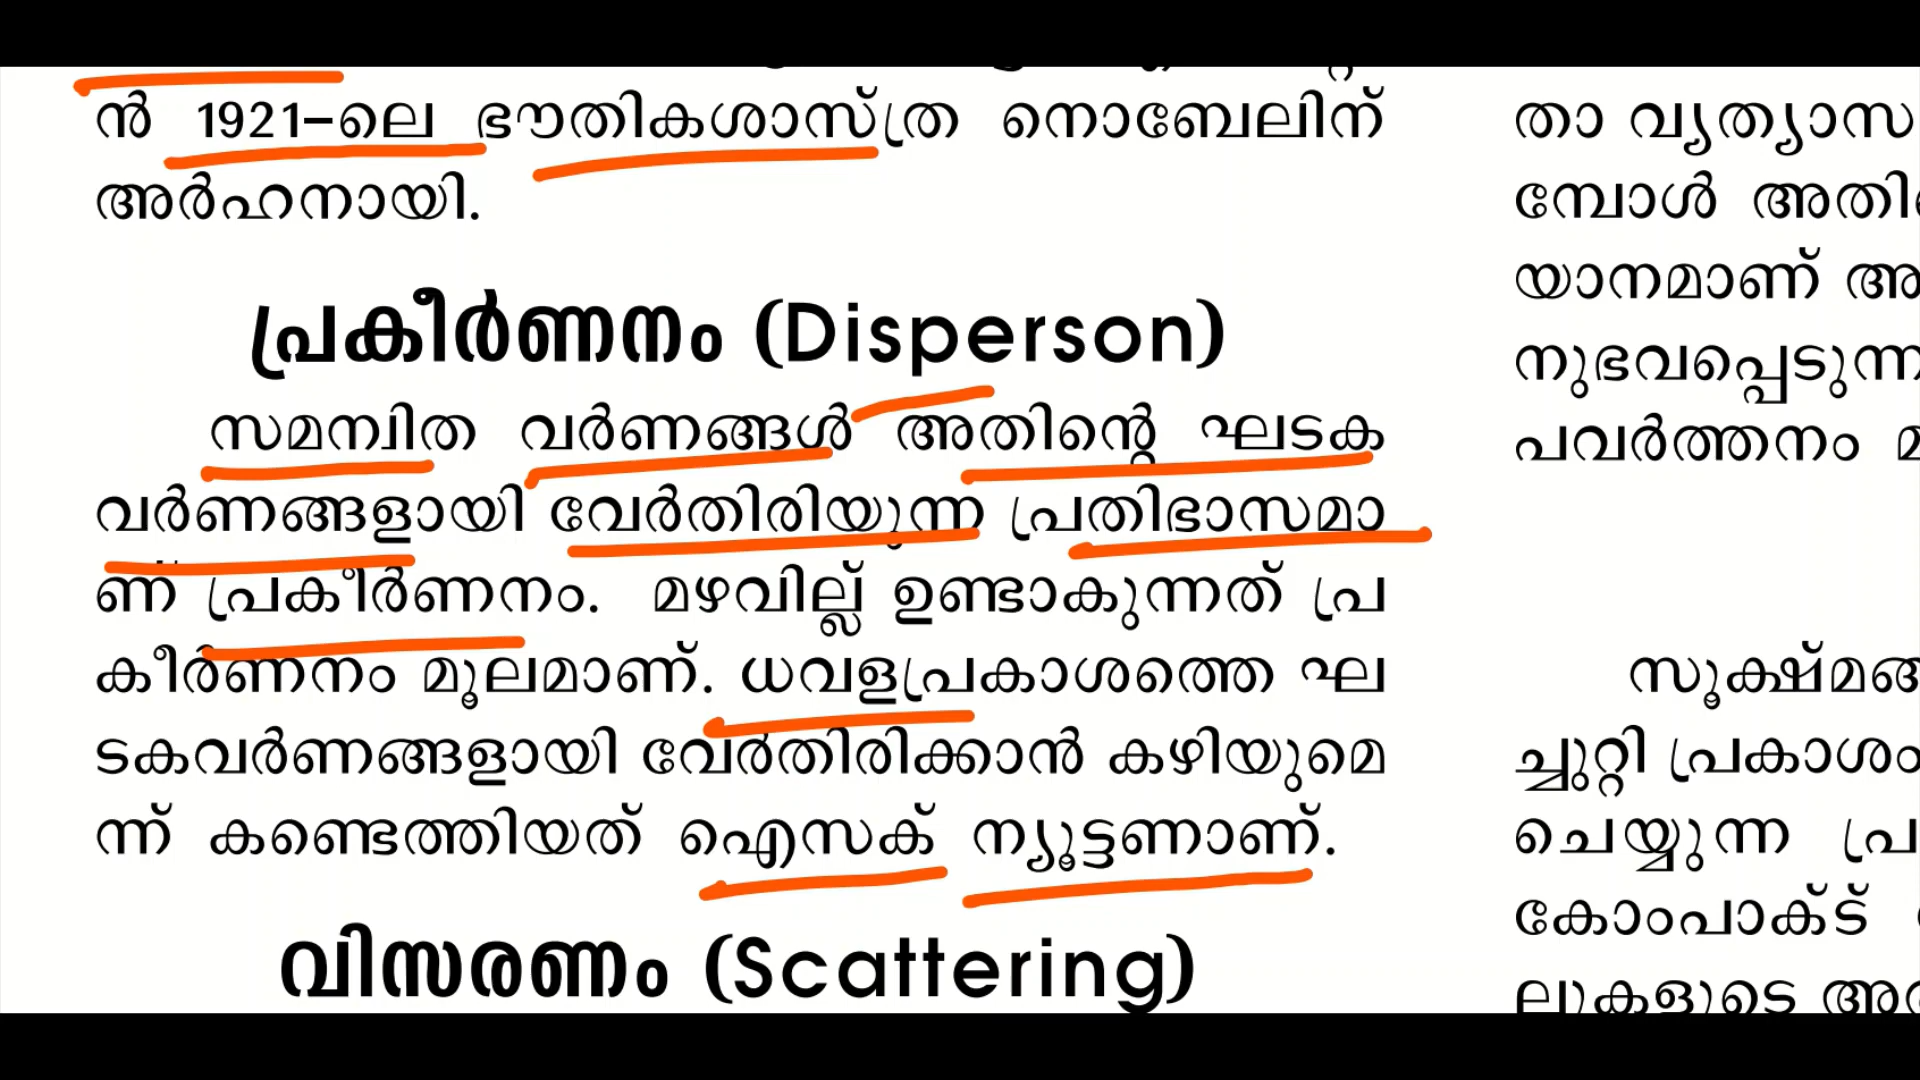 ൻ 1921-ലെ ഭൗതികശാസ്ത്ര നൊബേലിന്
അർഹനായി.
പ്രകീർണനം (Disperson)
സമന്വിത വർണങ്ങൾ അതിന്റെ ഘടക
വർണങ്ങളായി വേർതിരിയുന്ന പ്രതിഭാസമാ
ണ് പ്രകീർണനം. മഴവില്ല് ഉണ്ടാകുന്നത് പ്ര
കീർണനം മൂലമാണ്. ധവളപ്രകാശത്തെ ഘ
ടകവർണങ്ങളായി വേർതിരിക്കാൻ കഴിയുമെ
ന്ന് കണ്ടെത്തിയത് ഐസക് ന്യൂട്ടണാണ്.
വിസരണം (Scattering)
താ വ്യത്യാസ
മ്പോൾ
യാനമാണ്
നുഭവപ്പെടുന്ന
പവർത്തനം
സൂക്ഷ്മങ്ങ
ച്ചുറ്റി പ്രകാശം
ചെയ്യുന്ന പ്ര
കോംപാക്ട്
ലുകളുടെ